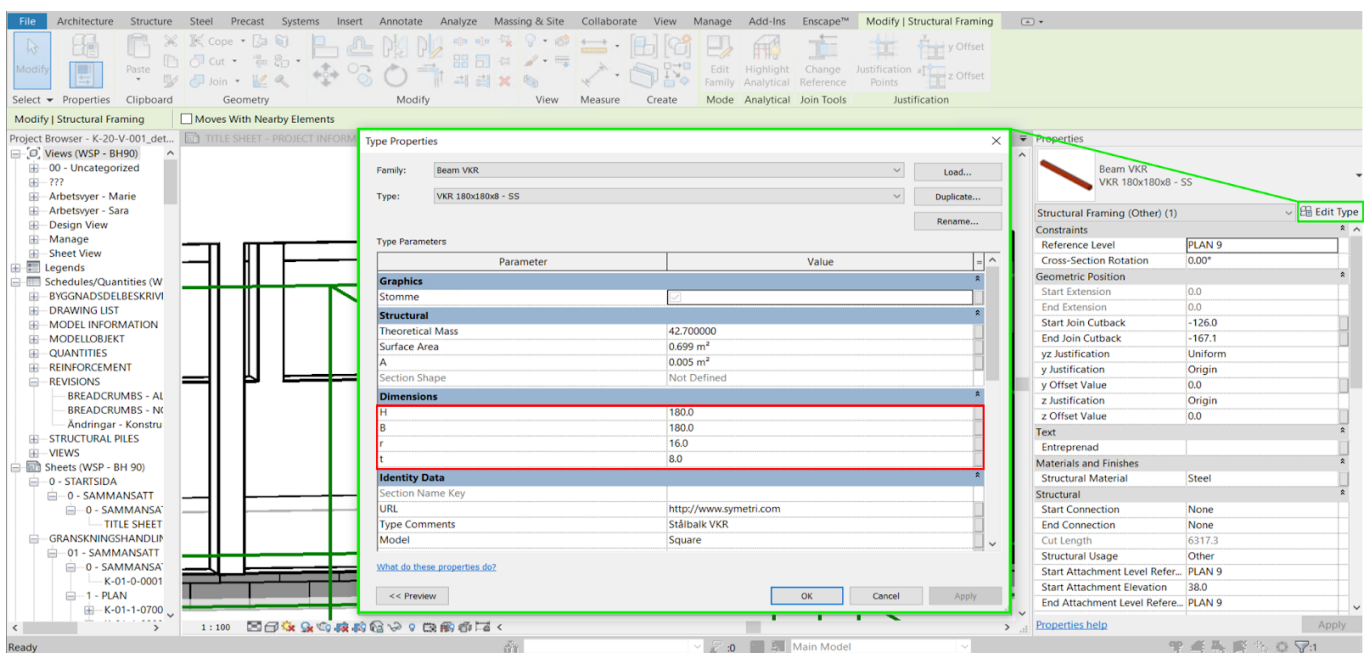 File Architecture Structure Steel Precast Systems Insert Annotate Analyze Massing & Site Collaborate View Manage Add-Ins Enscape™ Modify | Structural Framing
Modify
Paste
Cope
Cut
Join
Edit Family
Highlight Analytical
Change Reference
Justification Points
y Offset
z Offset
Select Properties Clipboard Geometry Modify View Measure Create Mode Analytical Join Tools Justification
Modify | Structural Framing Moves With Nearby Elements
Project Browser - K-20-V-001_det...
TITLE SHEET - PROJECT INFORM
Views (WSP - BH90)
00 - Uncategorized
???
Arbetsvyer - Marie
Arbetsvyer - Sara
Design View
Manage
Sheet View
Legends
Schedules/Quantities (W
BYGGNADSDELBESKRIVI
DRAWING LIST
MODEL INFORMATION
MODELLOBJEKT
QUANTITIES
REINFORCEMENT
REVISIONS
BREADCRUMBS - AL
BREADCRUMBS - NO
Ändringar - Konstru
STRUCTURAL PILES
VIEWS
Sheets (WSP - BH 90)
0 - STARTSIDA
0 - SAMMANSATT
0 - SAMMANSA
TITLE SHEET
GRANSKNINGSHANDLIN
01 - SAMMANSATT
0 - SAMMANSA
K-01-0-0001
1 - PLAN
K-01-1-0700
Type Properties
Family: Beam VKR Load...
Type: VKR 180x180x8 - SS Duplicate...
Rename...
Type Parameters
Parameter Value =
Graphics
Stomme
Structural
Theoretical Mass 42.700000
Surface Area 0.699 m²
A 0.005 m²
Section Shape Not Defined
Dimensions
H 180.0
B 180.0
r 16.0
t 8.0
Identity Data
Section Name Key
URL http://www.symetri.com
Type Comments Stålbalk VKR
Model Square
What do these properties do?
<< Preview OK Cancel Apply
Properties
Beam VKR
VKR 180x180x8 - SS
Structural Framing (Other) (1) Edit Type
Constraints
Reference Level PLAN 9
Cross-Section Rotation 0.00°
Geometric Position
Start Extension 0.0
End Extension 0.0
Start Join Cutback -126.0
End Join Cutback -167.1
yz Justification Uniform
y Justification Origin
y Offset Value 0.0
z Justification Origin
z Offset Value 0.0
Text
Entreprenad
Materials and Finishes
Structural Material Steel
Structural
Start Connection None
End Connection None
Cut Length 6317.3
Structural Usage Other
Start Attachment Level Refer... PLAN 9
Start Attachment Elevation 38.0
End Attachment Level Refere... PLAN 9
Properties help Apply
1 : 100
Ready :0 Main Model :1